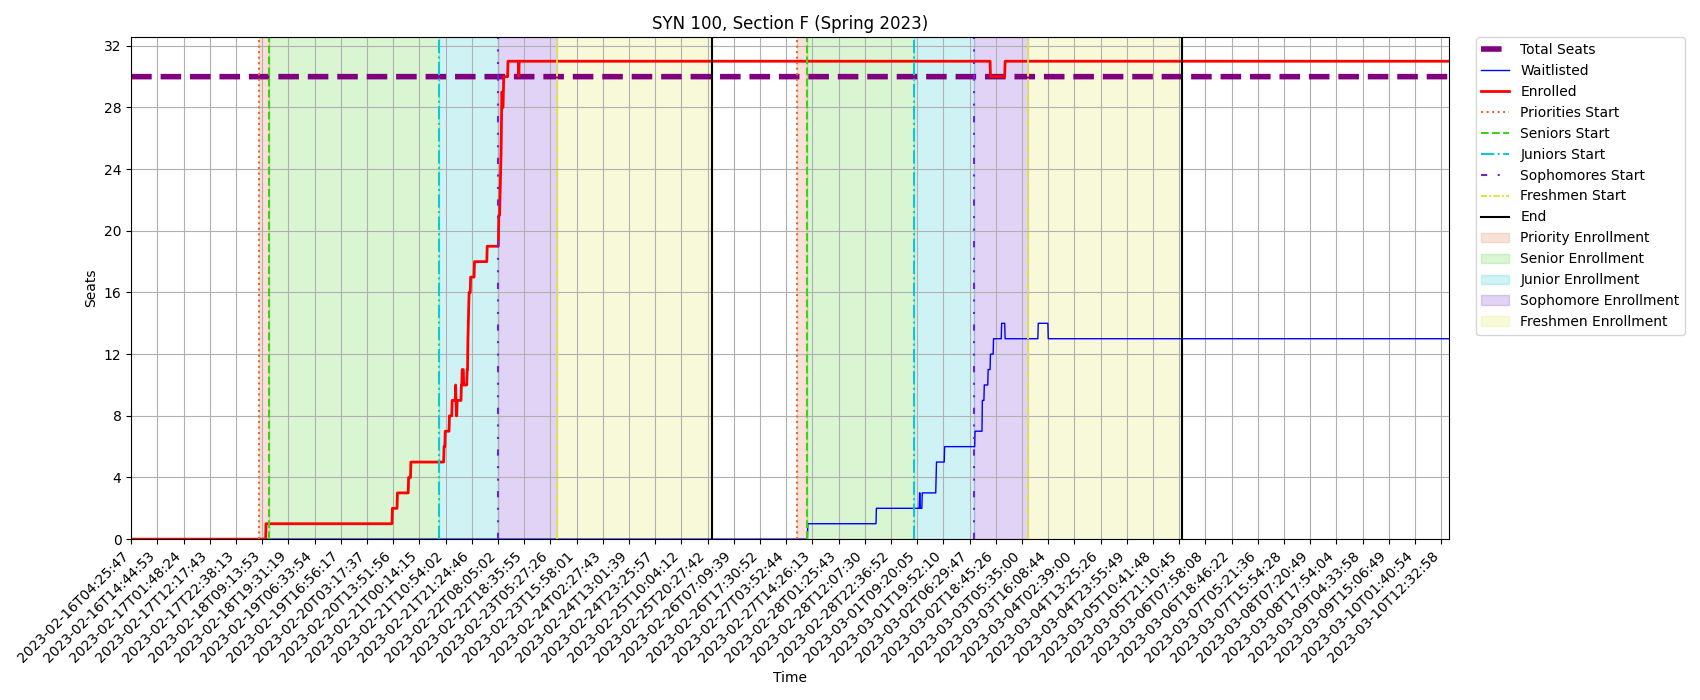 SYN 100, Section F (Spring 2023)
Seats
32
28
24
20
16
12
8
4
0
2023-02-16T04:25:47
2023-02-16T14:44:53
2023-02-17T01:48:24
2023-02-17T12:17:43
2023-02-17T22:38:13
2023-02-18T09:13:53
2023-02-18T19:31:19
2023-02-19T06:33:54
2023-02-19T16:56:17
2023-02-20T03:17:37
2023-02-20T13:51:56
2023-02-21T00:14:15
2023-02-21T10:54:02
2023-02-21T21:24:46
2023-02-22T08:05:02
2023-02-22T18:35:55
2023-02-23T05:27:26
2023-02-23T15:58:01
2023-02-24T02:27:43
2023-02-24T13:01:39
2023-02-24T23:25:57
2023-02-25T10:04:12
2023-02-25T20:27:42
2023-02-26T07:09:39
2023-02-26T17:30:52
2023-02-27T03:52:44
2023-02-27T14:26:13
2023-02-28T01:25:43
2023-02-28T12:07:30
2023-02-28T22:36:52
2023-03-01T09:20:05
2023-03-01T19:52:10
2023-03-02T06:29:47
2023-03-02T18:45:26
2023-03-03T05:35:00
2023-03-03T16:08:44
2023-03-04T02:39:00
2023-03-04T13:25:26
2023-03-04T23:55:49
2023-03-05T10:41:48
2023-03-05T21:10:45
2023-03-06T07:58:08
2023-03-06T18:46:22
2023-03-07T05:21:36
2023-03-07T15:54:28
2023-03-08T07:20:49
2023-03-08T17:54:04
2023-03-09T04:33:58
2023-03-09T15:06:49
2023-03-10T01:40:54
2023-03-10T12:32:58
Time
Total Seats
Waitlisted
Enrolled
Priorities Start
Seniors Start
Juniors Start
Sophomores Start
Freshmen Start
End
Priority Enrollment
Senior Enrollment
Junior Enrollment
Sophomore Enrollment
Freshmen Enrollment